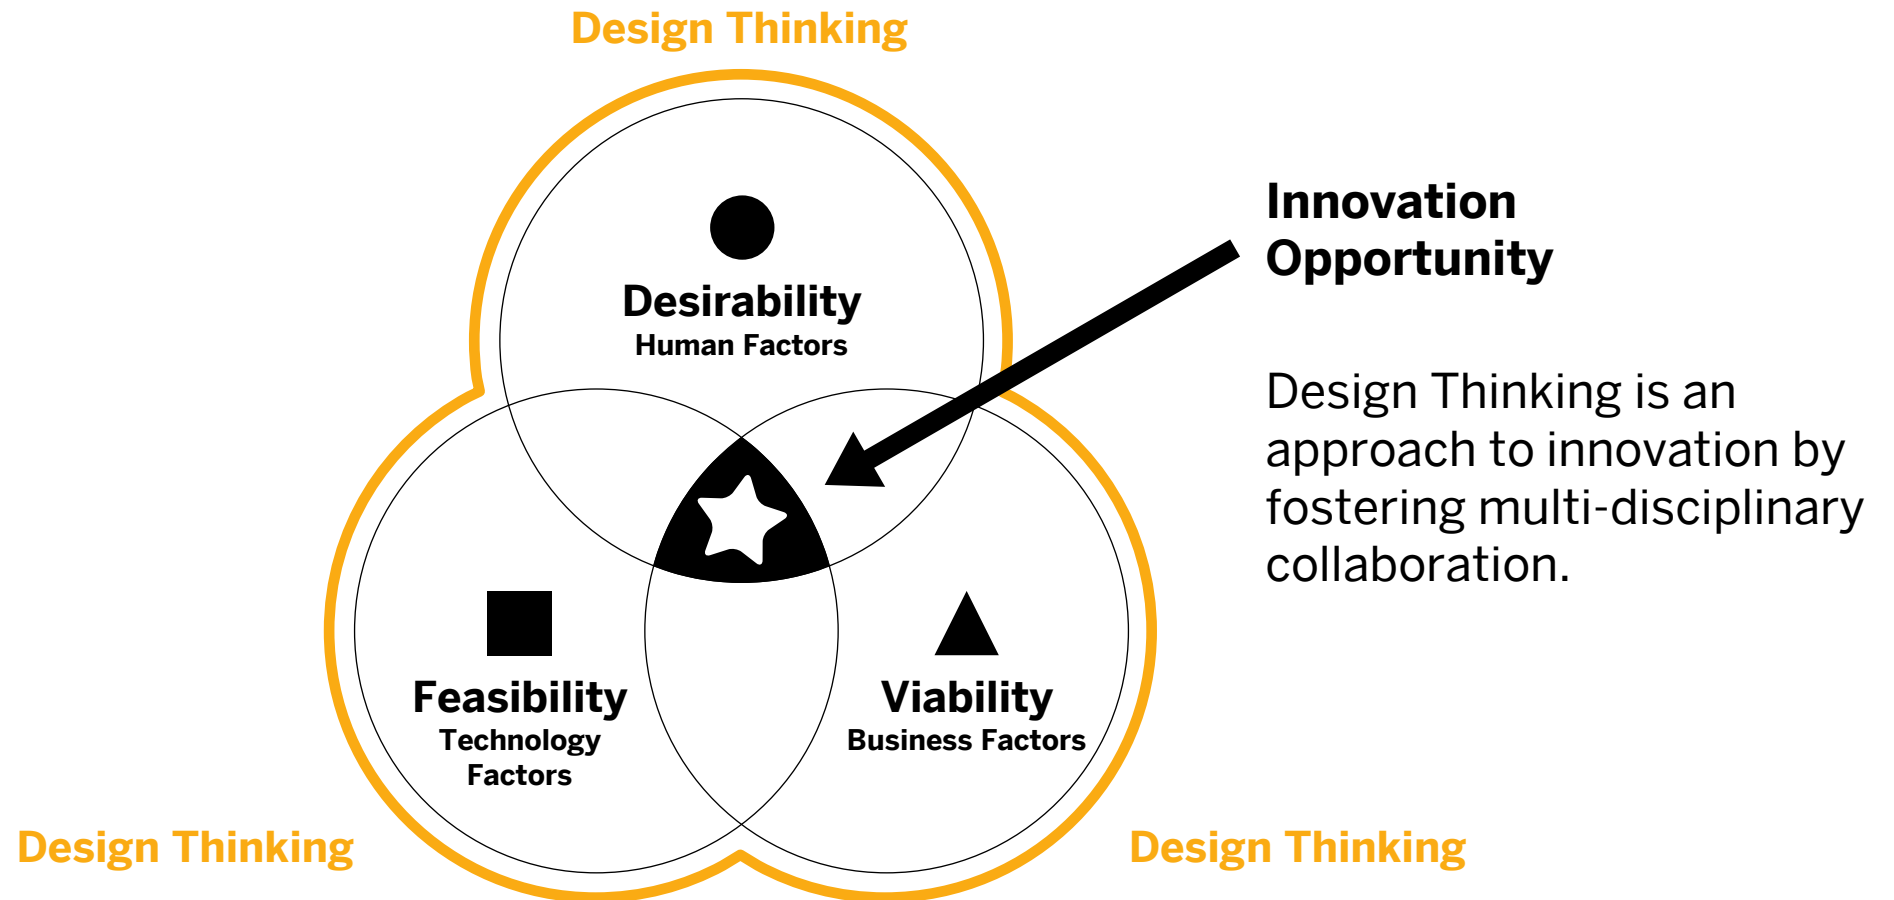 Design Thinking
Desirability
Human Factors
Innovation
Opportunity
Design Thinking is an
approach to innovation by
fostering multi-disciplinary
collaboration.
Feasibility
Technology
Factors
Viability
Business Factors
Design Thinking
Design Thinking